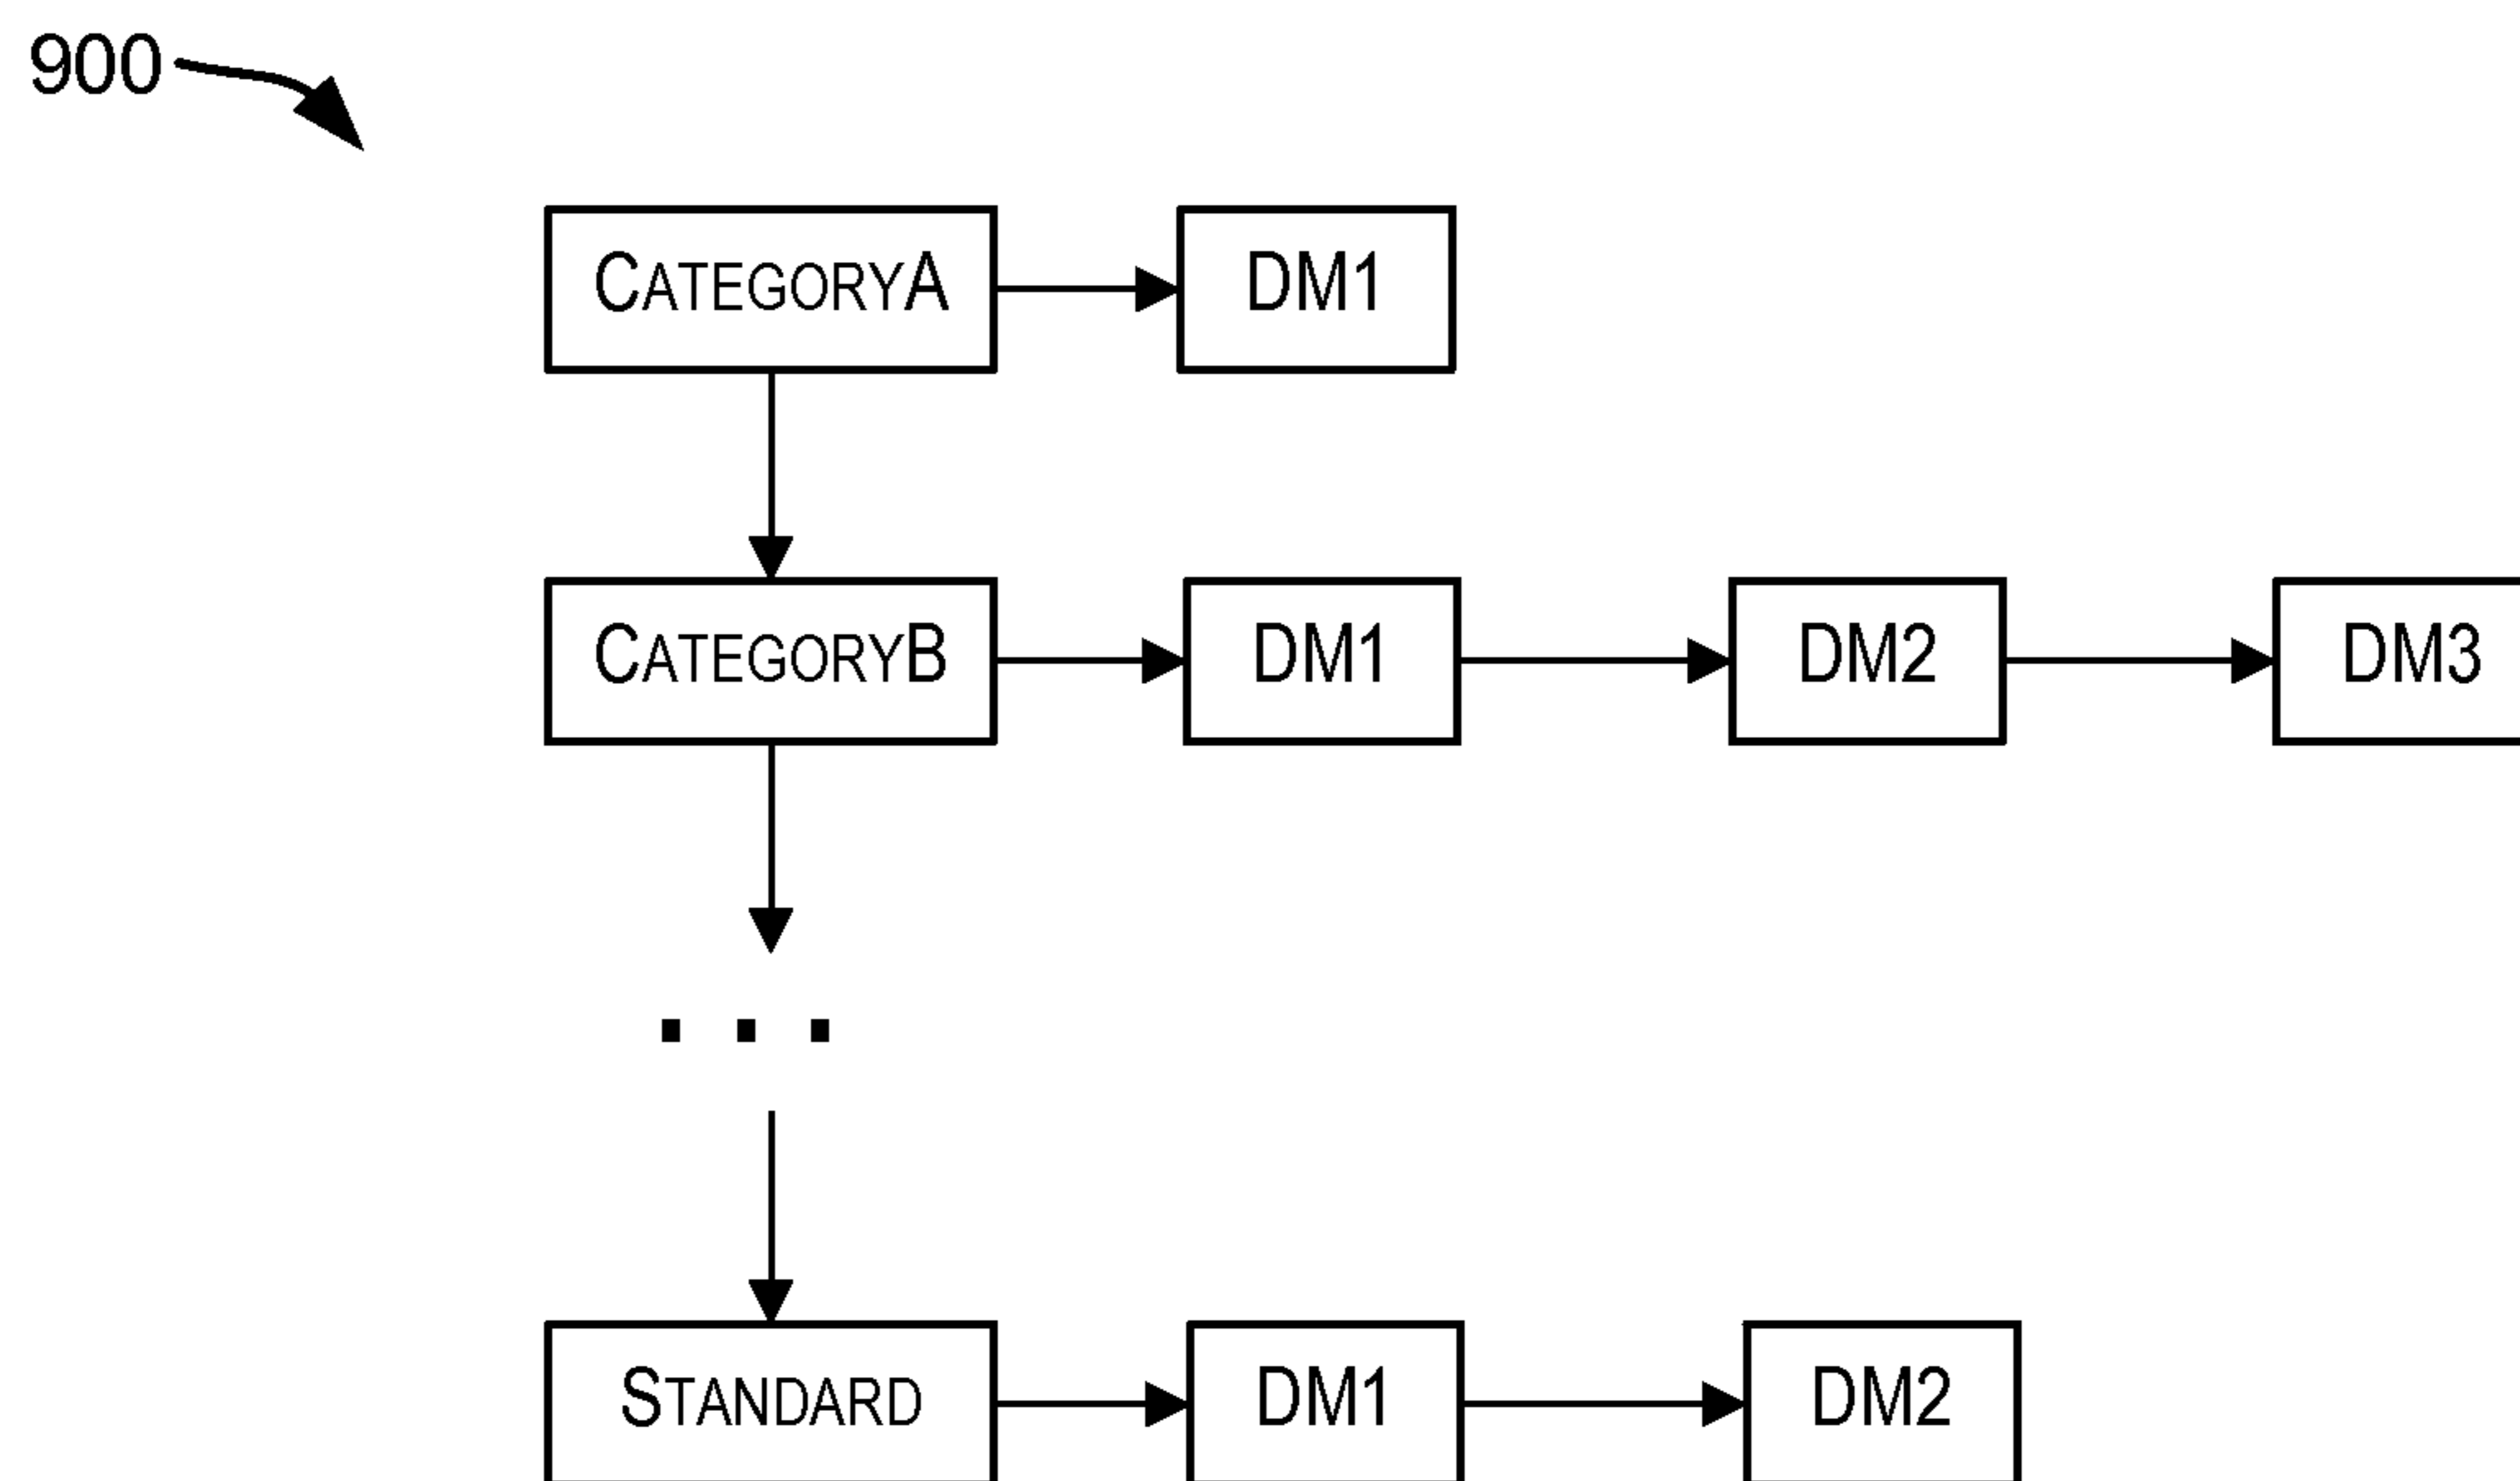 900
CATEGORYA DM1
CATEGORYB DM1 DM2 DM3
...
STANDARD DM1 DM2